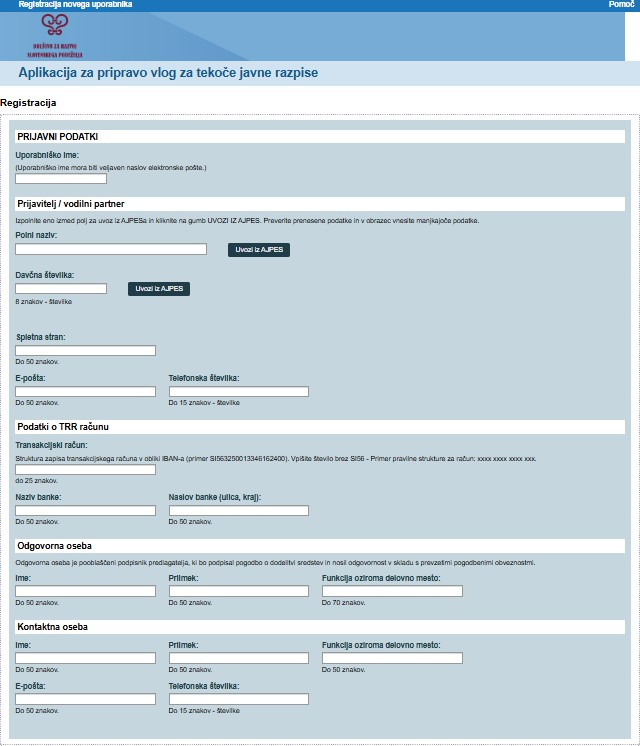 Registracija novega uporabnika Pomoč
DRUŠTVO ZA RAZVOJ
SLOVENSKEGA PODEŽELJA
Aplikacija za pripravo vlog za tekoče javne razpise
Registracija
PRIJAVNI PODATKI
Uporabniško ime:
(Uporabniško ime mora biti veljaven naslov elektronske pošte.)
Prijavitelj / vodilni partner
Izpolnite eno izmed polj za uvoz iz AJPESa in kliknite na gumb UVOZI IZ AJPES. Preverite prenesene podatke in v obrazec vnesite manjkajoče podatke.
Polni naziv:
Uvozi iz AJPES
Davčna številka:
Uvozi iz AJPES
8 znakov - številke
Spletna stran:
Do 50 znakov.
E-pošta: Telefonska številka:
Do 50 znakov. Do 15 znakov - številke
Podatki o TRR računu
Transakcijski račun:
Struktura zapisa transakcijskega računa v obliki IBAN-a (primer SI563250013346162400). Vpišite število brez SI56 - Primer pravilne strukture za račun: xxxx xxxx xxxx xxx.
do 25 znakov.
Naziv banke: Naslov banke (ulica, kraj):
Do 50 znakov. Do 50 znakov.
Odgovorna oseba
Odgovorna oseba je pooblaščeni podpisnik predlagatelja, ki bo podpisal pogodbo o dodelitvi sredstev in nosil odgovornost v skladu s prevzetimi pogodbenimi obveznostmi.
Ime: Priimek: Funkcija oziroma delovno mesto:
Do 50 znakov. Do 50 znakov. Do 70 znakov.
Kontaktna oseba
Ime: Priimek: Funkcija oziroma delovno mesto:
Do 50 znakov. Do 50 znakov. Do 50 znakov.
E-pošta: Telefonska številka:
Do 50 znakov. Do 15 znakov - številke